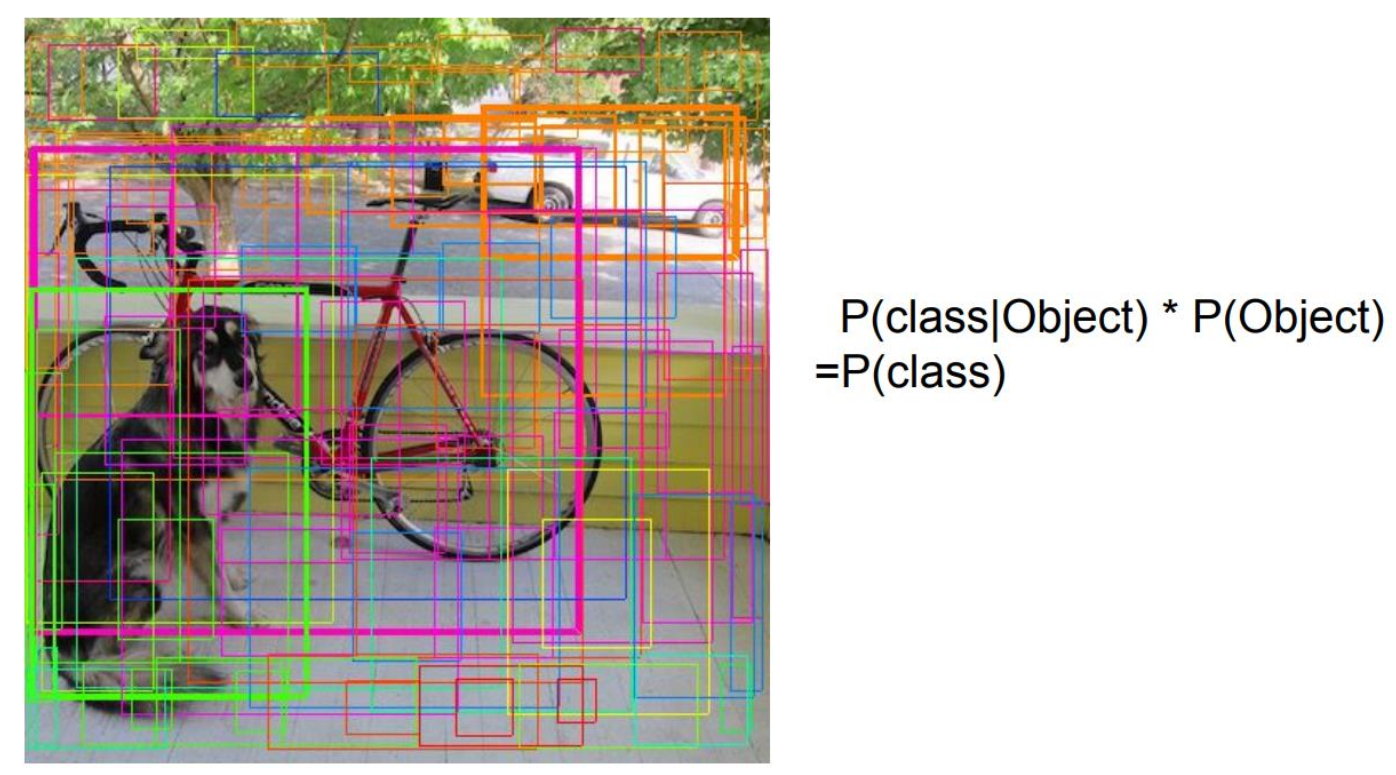 P(class|Object) * P(Object)
=P(class)